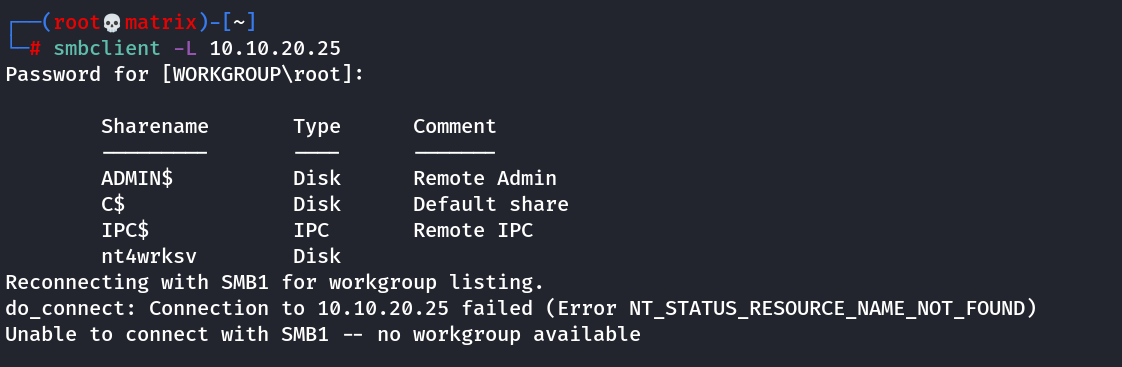 ┌──(root💀matrix)-[~]
└─# smbclient -L 10.10.20.25
Password for [WORKGROUP\root]:
Sharename Type Comment
--------- ---- -------
ADMIN$ Disk Remote Admin
C$ Disk Default share
IPC$ IPC Remote IPC
nt4wrksv Disk
Reconnecting with SMB1 for workgroup listing.
do_connect: Connection to 10.10.20.25 failed (Error NT_STATUS_RESOURCE_NAME_NOT_FOUND)
Unable to connect with SMB1 -- no workgroup available